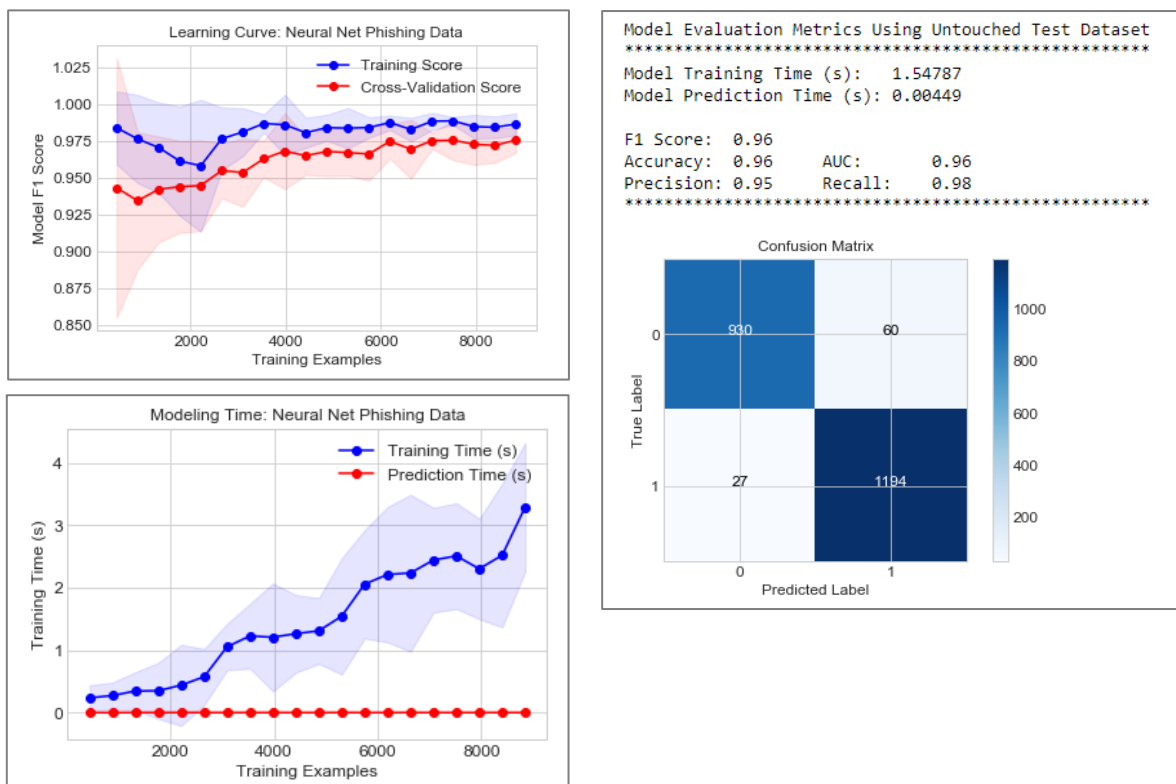 Learning Curve: Neural Net Phishing Data
Training Score
Cross-Validation Score
Model F1 Score
1.025
1.000
0.975
0.950
0.925
0.900
0.875
0.850
2000
4000
6000
8000
Training Examples
Modeling Time: Neural Net Phishing Data
Training Time (s)
Prediction Time (s)
Training Time (s)
4
3
2
1
0
2000
4000
6000
8000
Training Examples
Model Evaluation Metrics Using Untouched Test Dataset
*****************************************************
Model Training Time (s):   1.54787
Model Prediction Time (s): 0.00449
F1 Score:  0.96
Accuracy:  0.96     AUC:       0.96
Precision: 0.95     Recall:    0.98
*****************************************************
Confusion Matrix
True Label
0
930
60
1
27
1194
0
1
Predicted Label
1000
800
600
400
200